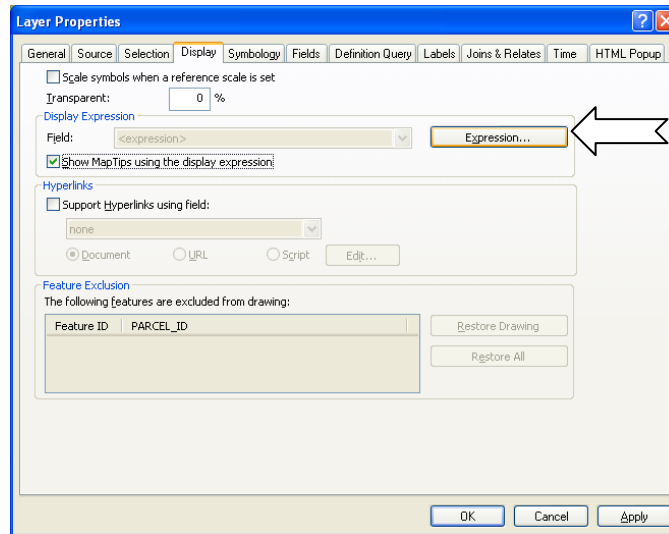 Layer Properties
General Source Selection Display Symbology Fields Definition Query Labels Joins & Relates Time HTML Popup
Scale symbols when a reference scale is set
Transparent: 0 %
Display Expression
Field: <expression> Expression...
Show MapTips using the display expression
Hyperlinks
Support Hyperlinks using field:
none
Document URL Script Edit...
Feature Exclusion
The following features are excluded from drawing:
Feature ID PARCEL_ID
Restore Drawing
Restore All
OK Cancel Apply